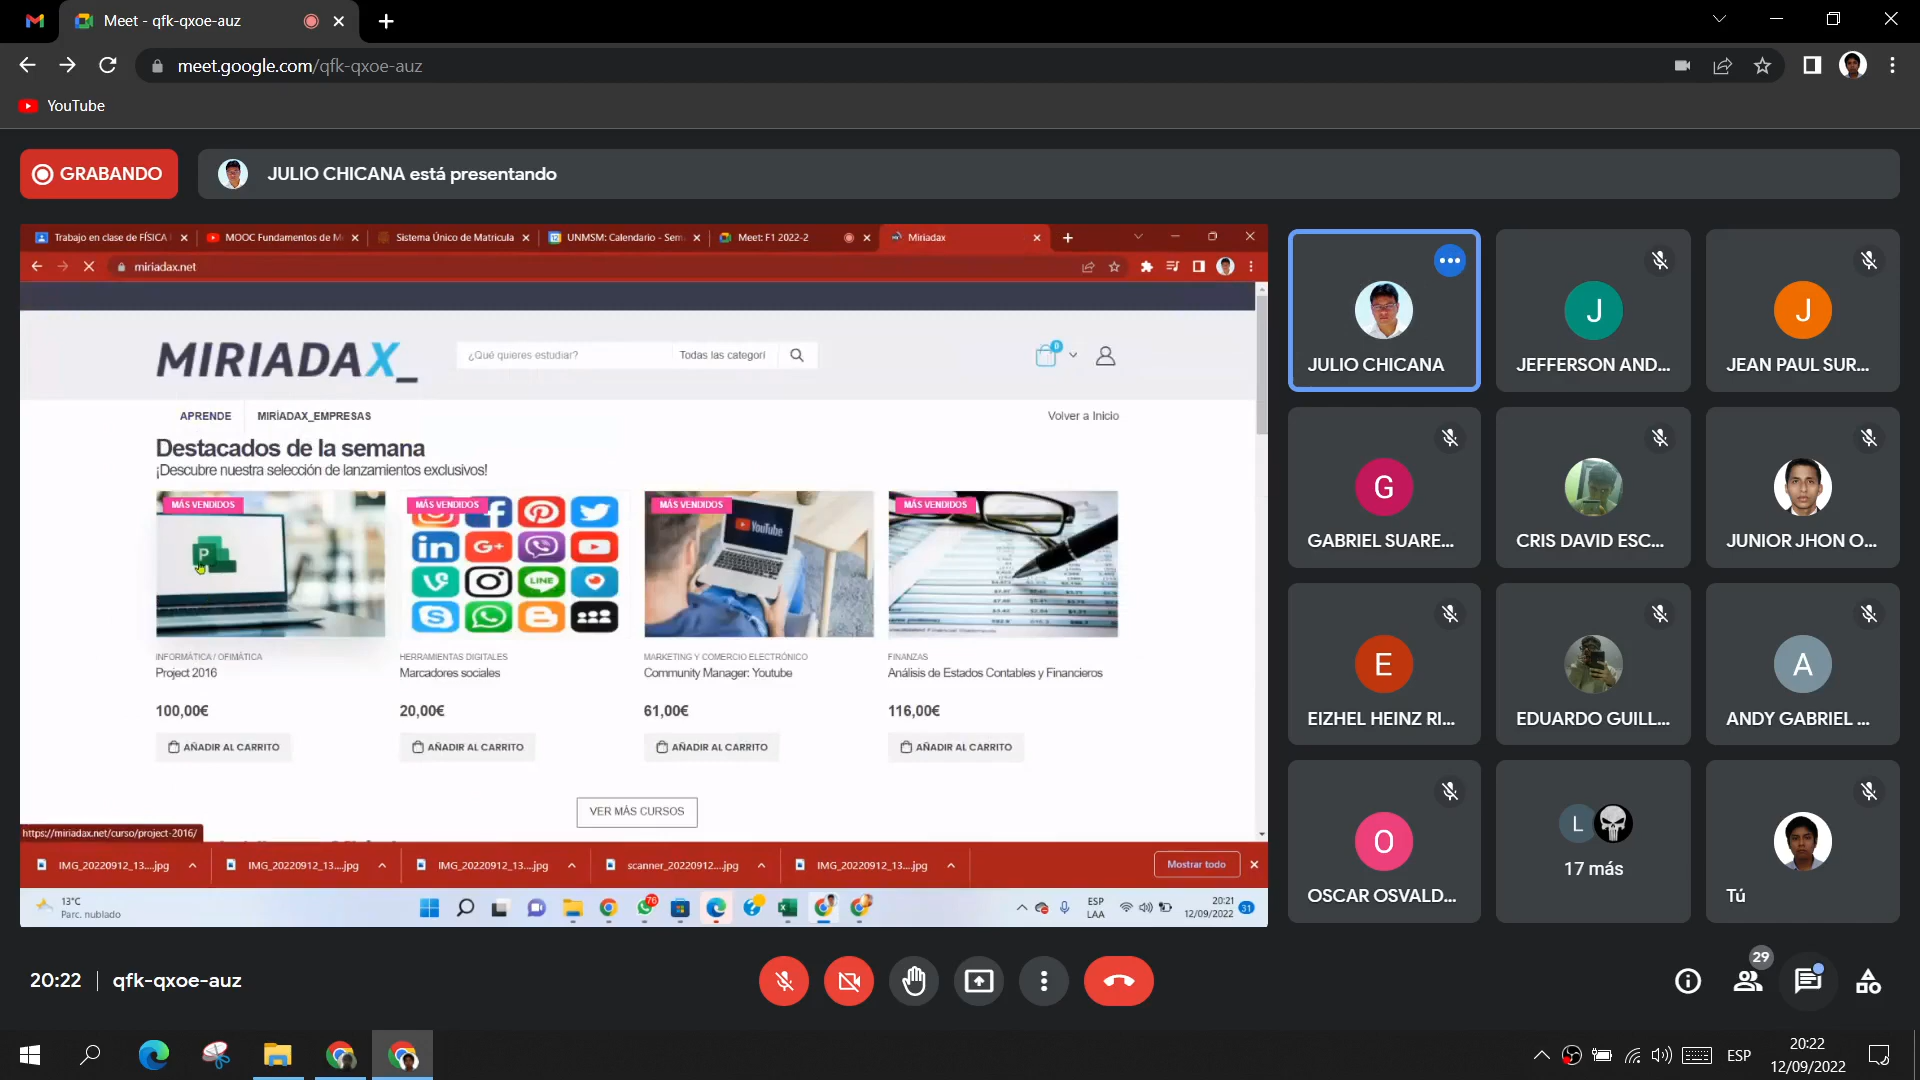 Meet - qfk-qxoe-auz
meet.google.com/qfk-qxoe-auz
YouTube
GRABANDO
JULIO CHICANA está presentando
Trabajo en clase de FÍSICA
MOOC Fundamentos de M
Sistema Único de Matricula
UNMSM: Calendario - Sem
Meet: F1 2022-2
Miriadax
miriadax.net
MIRIADAX_
¿Qué quieres estudiar?
Todas las categorí
0
APRENDE
MIRÍADAX_EMPRESAS
Volver a Inicio
Destacados de la semana
¡Descubre nuestra selección de lanzamientos exclusivos!
MÁS VENDIDOS
MÁS VENDIDOS
MÁS VENDIDOS
MÁS VENDIDOS
YouTube
INFORMÁTICA / OFIMÁTICA
HERRAMIENTAS DIGITALES
MARKETING Y COMERCIO ELECTRÓNICO
FINANZAS
Project 2016
Marcadores sociales
Community Manager: Youtube
Análisis de Estados Contables y Financieros
100,00€
20,00€
61,00€
116,00€
AÑADIR AL CARRITO
AÑADIR AL CARRITO
AÑADIR AL CARRITO
AÑADIR AL CARRITO
VER MÁS CURSOS
https://miriadax.net/curso/project-2016/
IMG_20220912_13....jpg
IMG_20220912_13....jpg
IMG_20220912_13....jpg
scanner_20220912....jpg
IMG_20220912_13....jpg
Mostrar todo
13°C
Parc. nublado
76
ESP
LAA
20:21
12/09/2022
31
JULIO CHICANA
J
JEFFERSON AND...
J
JEAN PAUL SUR...
G
GABRIEL SUARE...
CRIS DAVID ESC...
JUNIOR JHON O...
E
EIZHEL HEINZ RI...
EDUARDO GUILL...
A
ANDY GABRIEL ...
O
OSCAR OSVALD...
L
17 más
Tú
20:22
qfk-qxoe-auz
29
ESP
20:22
12/09/2022